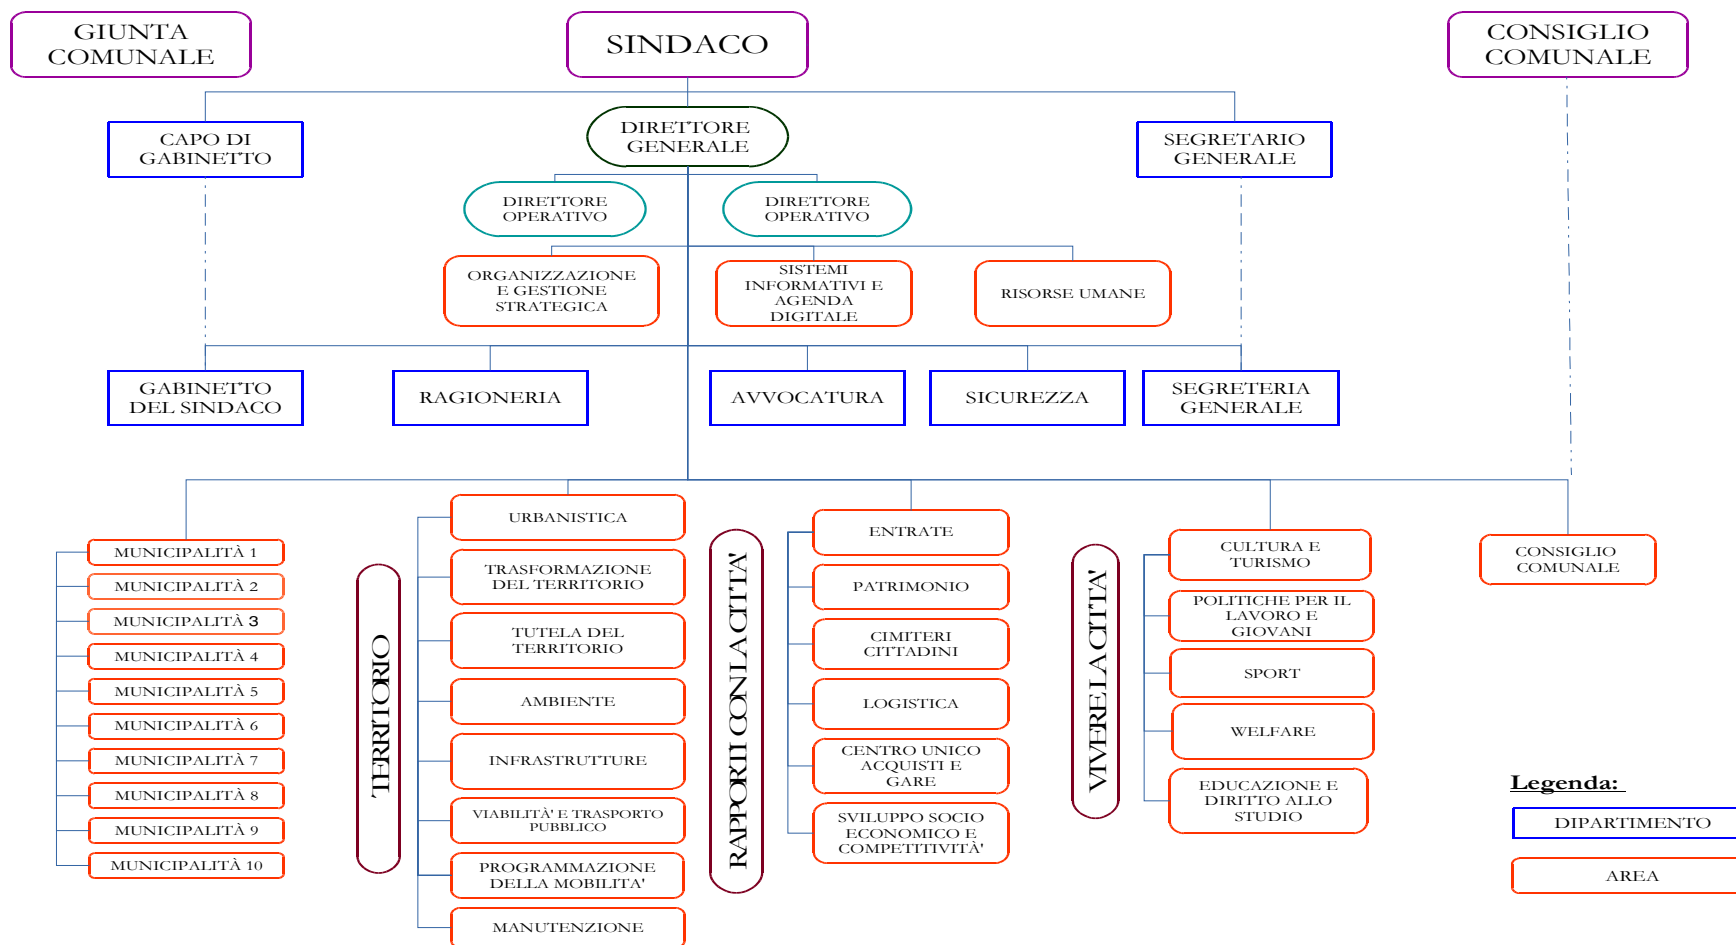 GIUNTA
COMUNALE
SINDACO
CONSIGLIO
COMUNALE
CAPO DI
GABINETTO
DIRETTORE
GENERALE
SEGRETARIO
GENERALE
DIRETTORE
OPERATIVO
DIRETTORE
OPERATIVO
ORGANIZZAZIONE
E GESTIONE
STRATEGICA
SISTEMI
INFORMATIVI E
AGENDA
DIGITALE
RISORSE UMANE
GABINETTO
DEL SINDACO
RAGIONERIA
AVVOCATURA
SICUREZZA
SEGRETERIA
GENERALE
MUNICIPALITÀ 1
MUNICIPALITÀ 2
MUNICIPALITÀ 3
MUNICIPALITÀ 4
MUNICIPALITÀ 5
MUNICIPALITÀ 6
MUNICIPALITÀ 7
MUNICIPALITÀ 8
MUNICIPALITÀ 9
MUNICIPALITÀ 10
TERRITORIO
URBANISTICA
TRASFORMAZIONE
DEL TERRITORIO
TUTELA DEL
TERRITORIO
AMBIENTE
INFRASTRUTTURE
VIABILITA' E TRASPORTO
PUBBLICO
PROGRAMMAZIONE
DELLA MOBILITA'
MANUTENZIONE
RAPPORTI CON LA CITTA'
ENTRATE
PATRIMONIO
CIMITERI
CITTADINI
LOGISTICA
CENTRO UNICO
ACQUISTI E
GARE
SVILUPPO SOCIO
ECONOMICO E
COMPETITIVITÀ'
VIVERE LA CITTA'
CULTURA E
TURISMO
POLITICHE PER IL
LAVORO E
GIOVANI
SPORT
WELFARE
EDUCAZIONE E
DIRITTO ALLO
STUDIO
CONSIGLIO
COMUNALE
Legenda:
DIPARTIMENTO
AREA